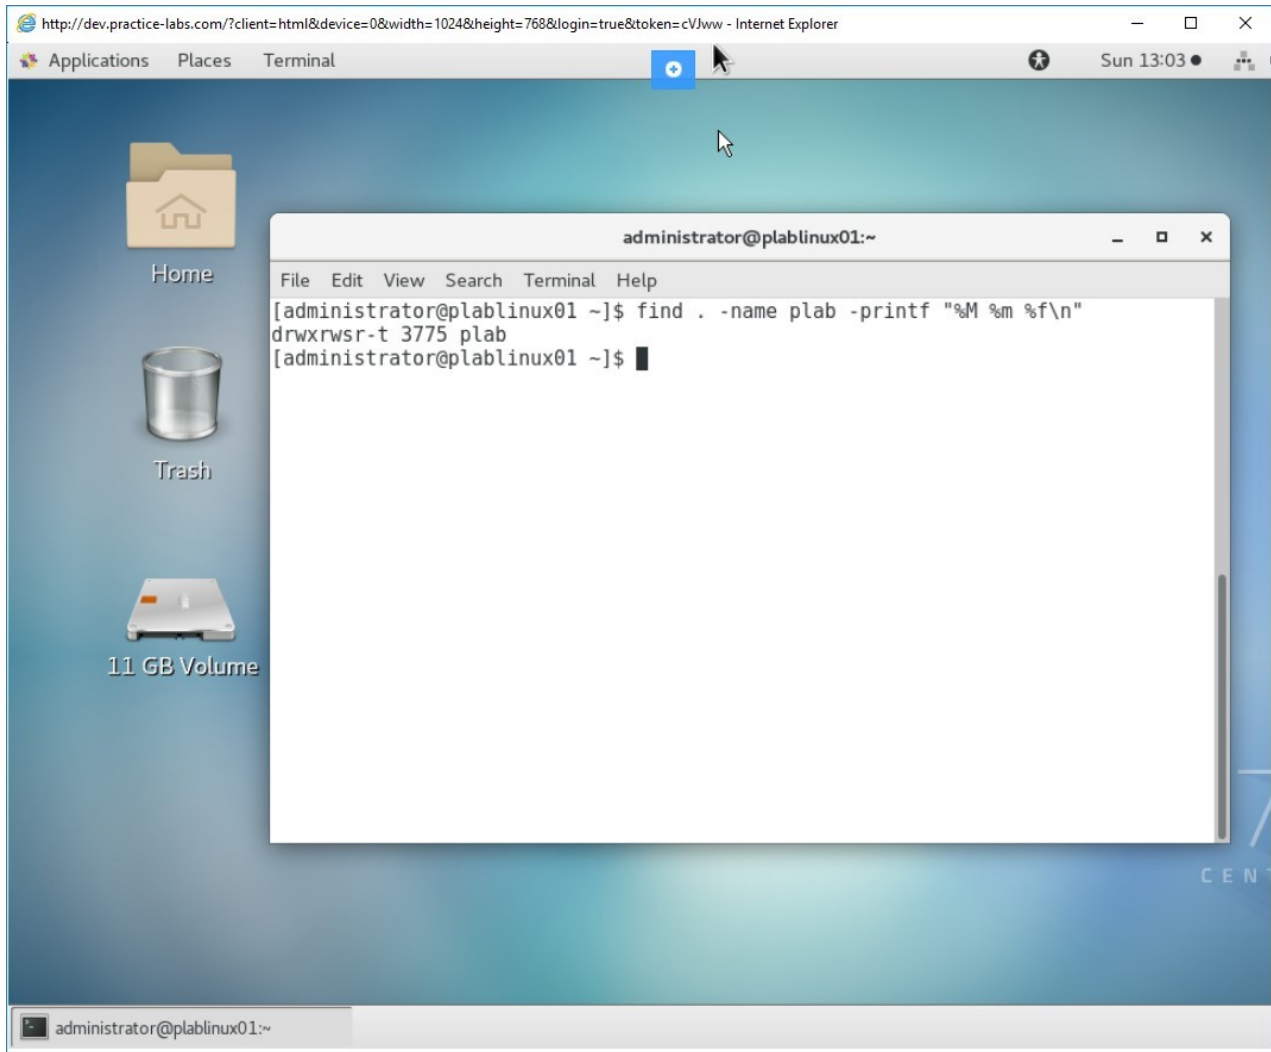 http://dev.practice-labs.com/?client=html&device=0&width=1024&height=768&login=true&token=cVJww - Internet Explorer
Applications Places Terminal Sun 13:03
Home
Trash
11 GB Volume
administrator@plablinux01:~
File Edit View Search Terminal Help
[administrator@plablinux01 ~]$ find . -name plab -printf "%M %m %f\n"
drwxrwsr-t 3775 plab
[administrator@plablinux01 ~]$
7
CENT
administrator@plablinux01:~